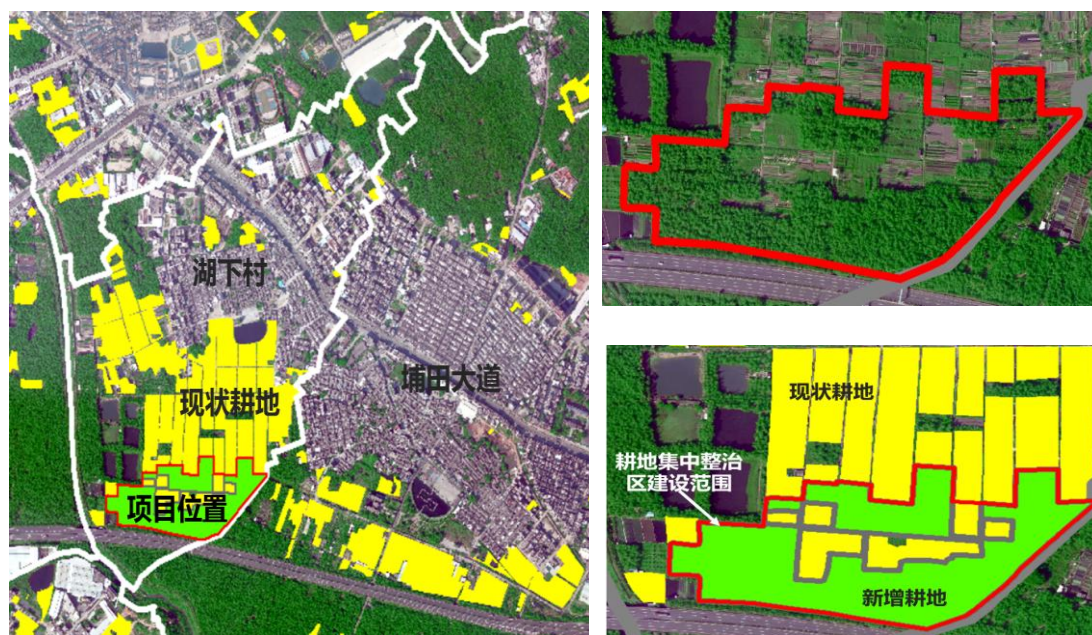 湖下村
埔田大道
现状耕地
项目位置
现状耕地
耕地集中整治
区建设范围
新增耕地